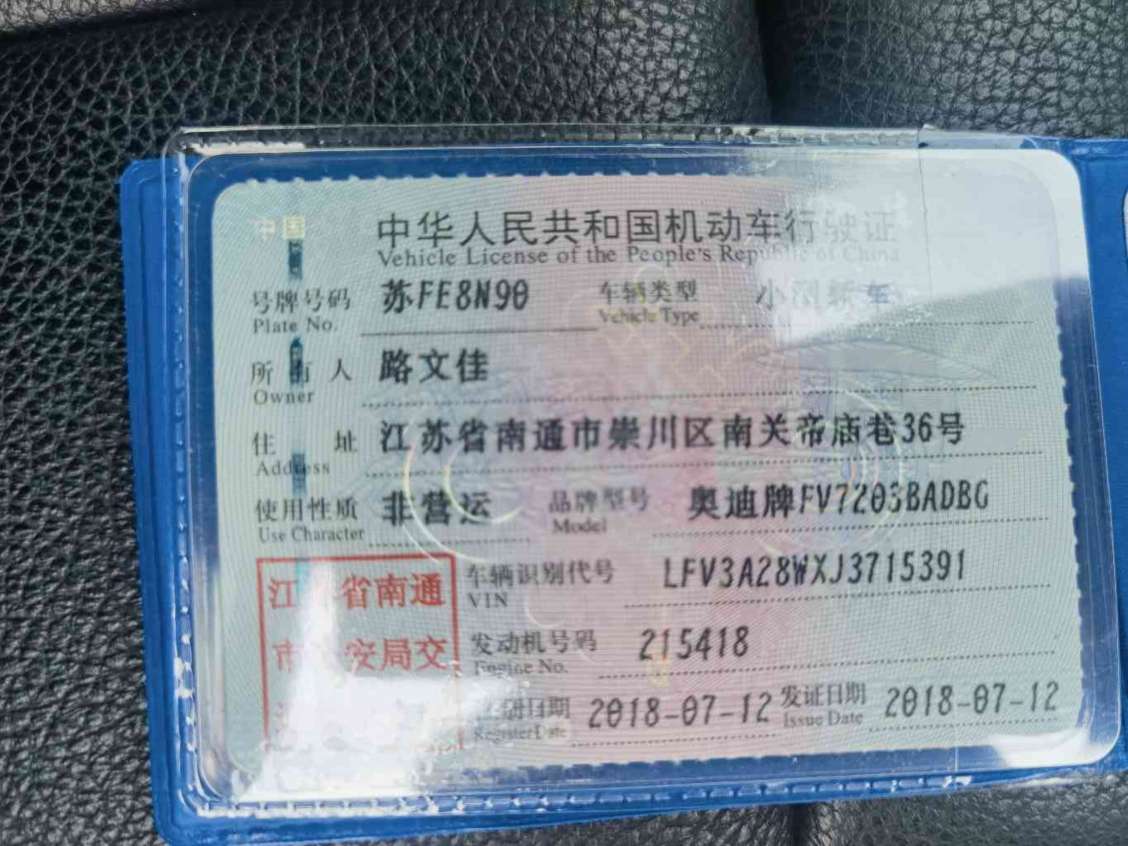 中国
中华人民共和国机动车行驶证
Vehicle License of the People's Republic of China
号牌号码 苏FE8N90 车辆类型 小型轿车
Plate No. Vehicle Type
所有人 路文佳
Owner
住址 江苏省南通市崇川区南关帝庙巷36号
Address
使用性质 非营运 品牌型号 奥迪牌FV7203BADBG
Use Character Model
江 省南通
市 安局交
车辆识别代号 LFV3A28WXJ3715391
VIN
发动机号码 215418
Engine No.
注册日期 2018-07-12 发证日期 2018-07-12
Register Date Issue Date